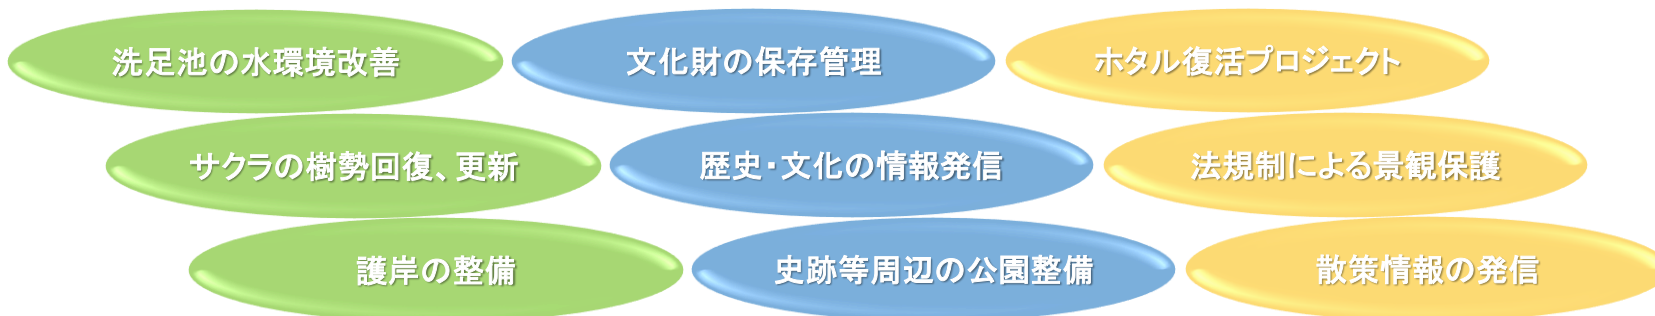 洗足池の水環境改善
文化財の保存管理
ホタル復活プロジェクト
サクラの樹勢回復、更新
歴史・文化の情報発信
法規制による景観保護
護岸の整備
史跡等周辺の公園整備
散策情報の発信